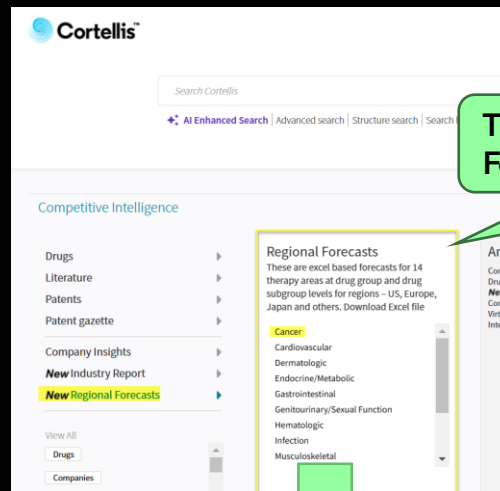 Cortellis™
Search Cortellis
AI Enhanced Search | Advanced search | Structure search | Search
Competitive Intelligence
Drugs
Literature
Patents
Patent gazette
Company Insights
New Industry Report
New Regional Forecasts
View All
Drugs
Companies
Regional Forecasts
These are excel based forecasts for 14
therapy areas at drug group and drug
subgroup levels for regions – US, Europe,
Japan and others. Download Excel file
Cancer
Cardiovascular
Dermatologic
Endocrine/Metabolic
Gastrointestinal
Genitourinary/Sexual Function
Hematologic
Infection
Musculoskeletal